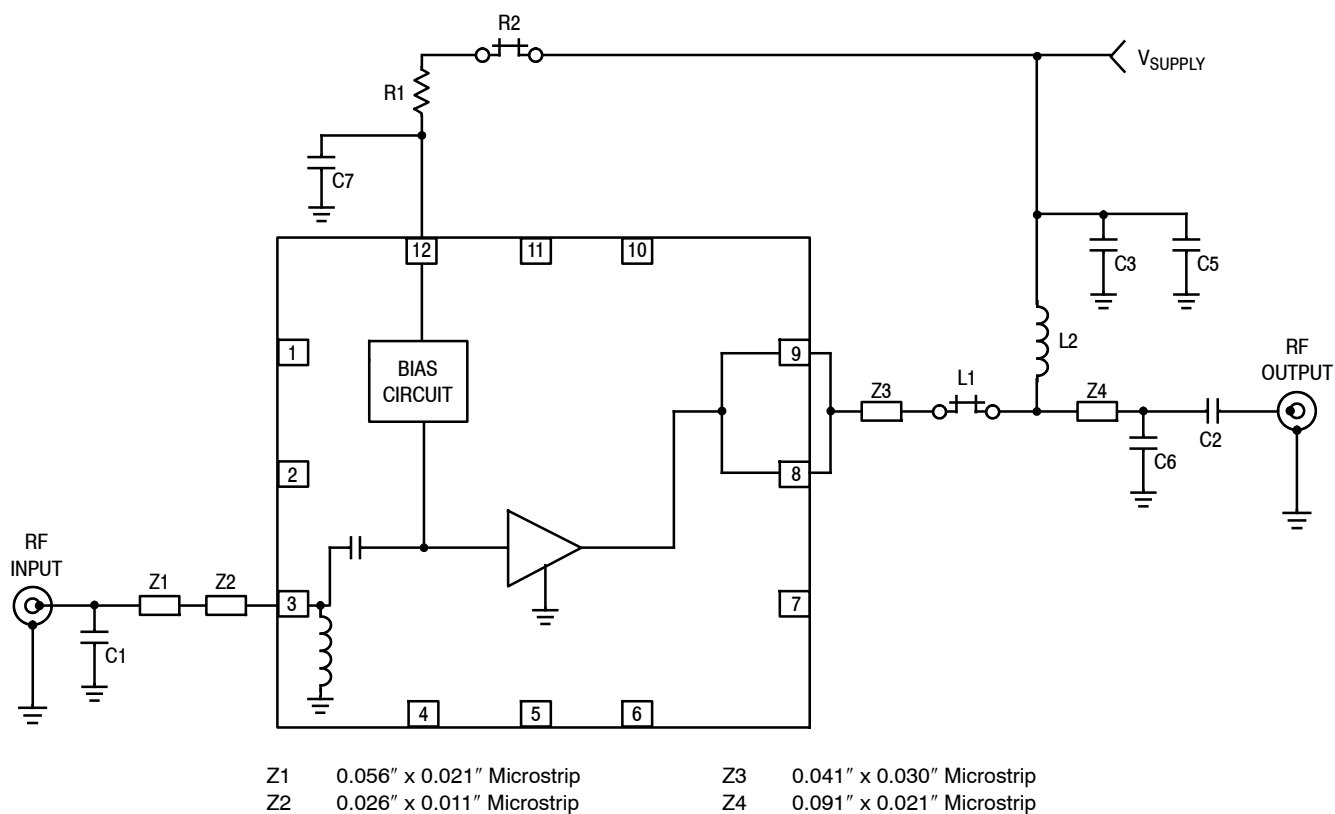 R2
V_SUPPLY
R1
C7
12
11
10
C3
C5
1
BIAS
CIRCUIT
9
L2
RF
OUTPUT
Z3
L1
Z4
C2
C6
2
8
RF
INPUT
Z1
Z2
3
7
C1
4
5
6
Z1 0.056″ x 0.021″ Microstrip
Z2 0.026″ x 0.011″ Microstrip
Z3 0.041″ x 0.030″ Microstrip
Z4 0.091″ x 0.021″ Microstrip